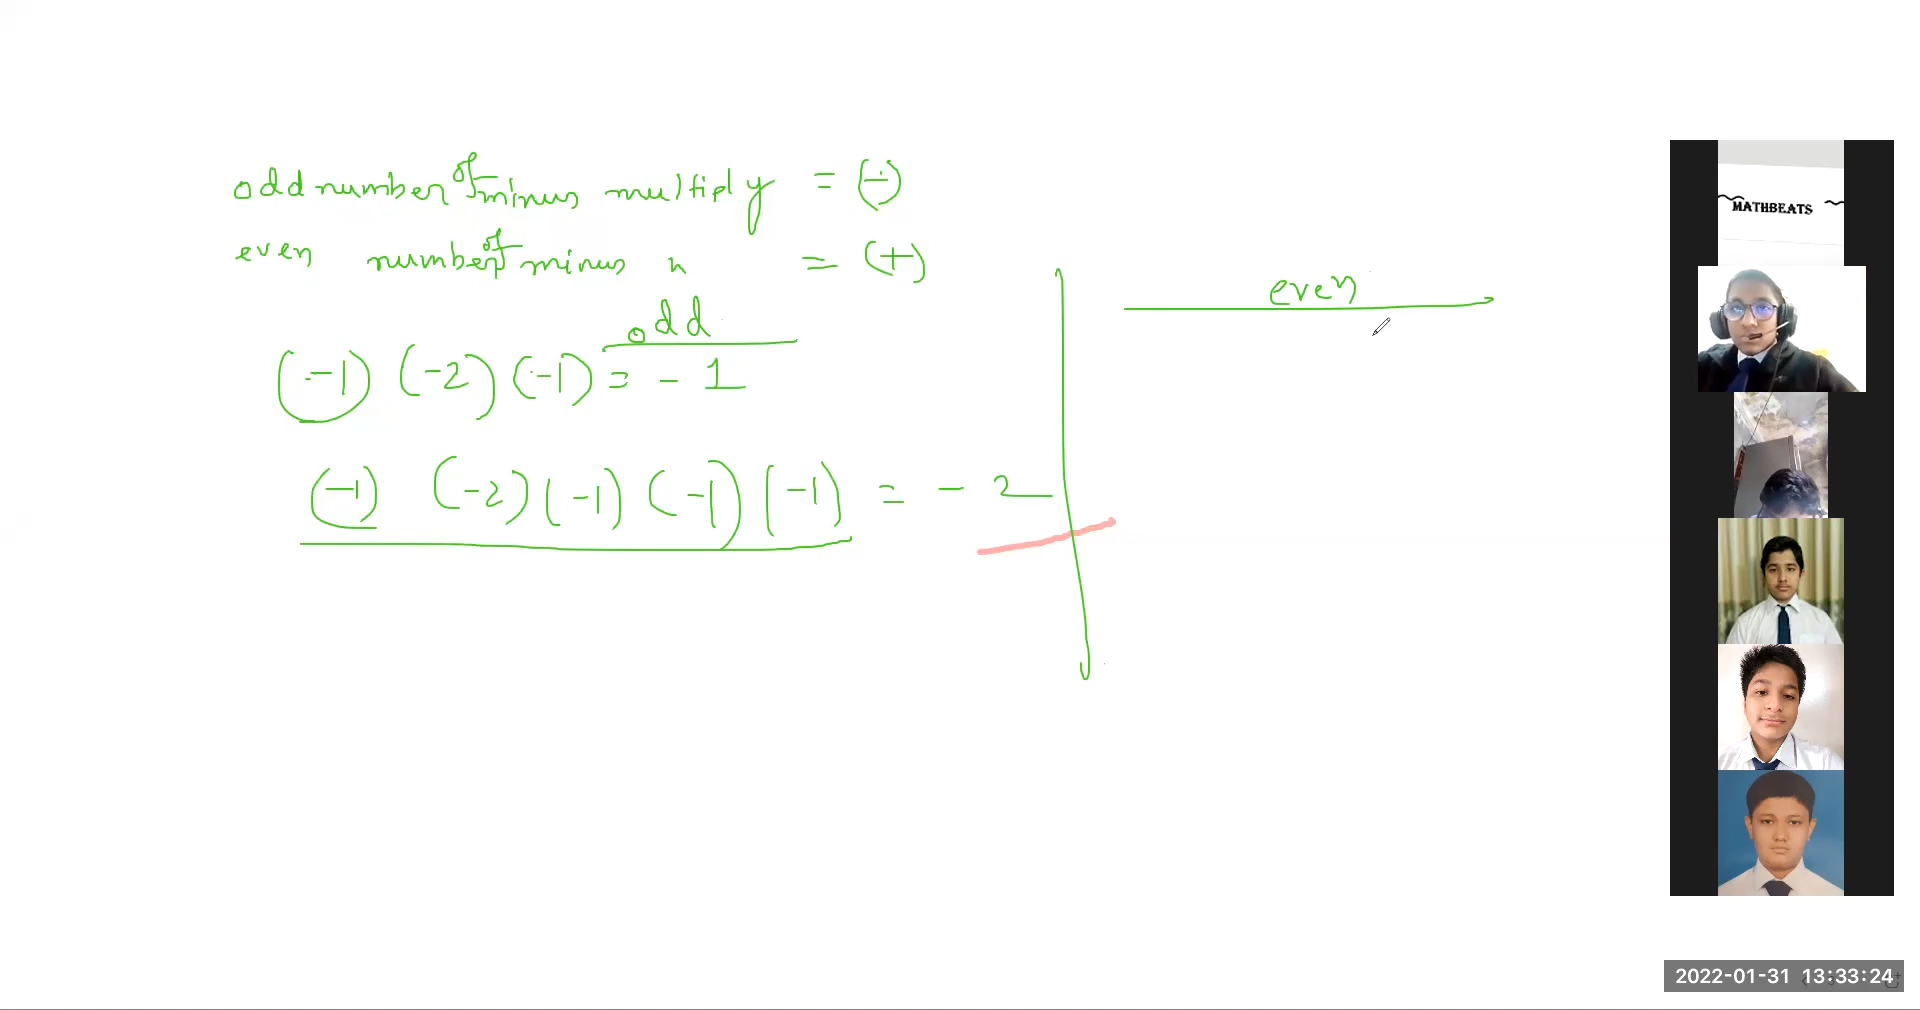 odd number of minus multiply = (-)
even number of minus " = (+)
odd
(-1) (-2) (-1) = - 1
(-1) (-2) (-1) (-1) (-1) = - 2
even
MATHBEATS
2022-01-31 13:33:24